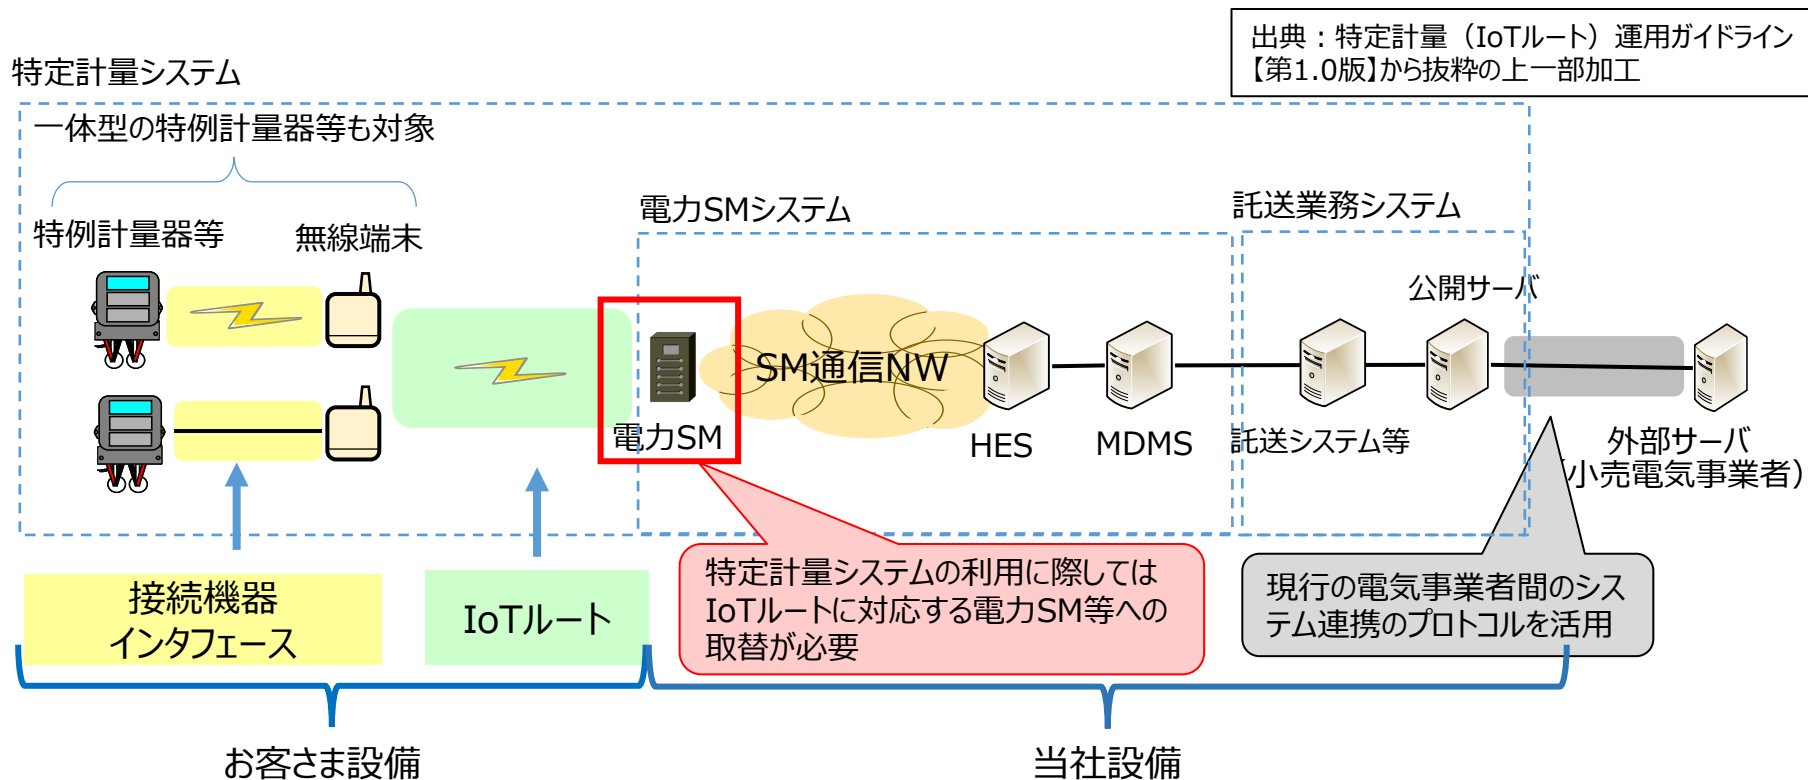 出典：特定計量（IoTルート）運用ガイドライン
【第1.0版】から抜粋の上一部加工
特定計量システム
一体型の特例計量器等も対象
特例計量器等
無線端末
電力SMシステム
託送業務システム
公開サーバ
SM通信NW
電力SM
HES
MDMS
託送システム等
外部サーバ
（小売電気事業者）
接続機器
インタフェース
IoTルート
特定計量システムの利用に際しては
IoTルートに対応する電力SM等への
取替が必要
現行の電気事業者間のシス
テム連携のプロトコルを活用
お客さま設備
当社設備